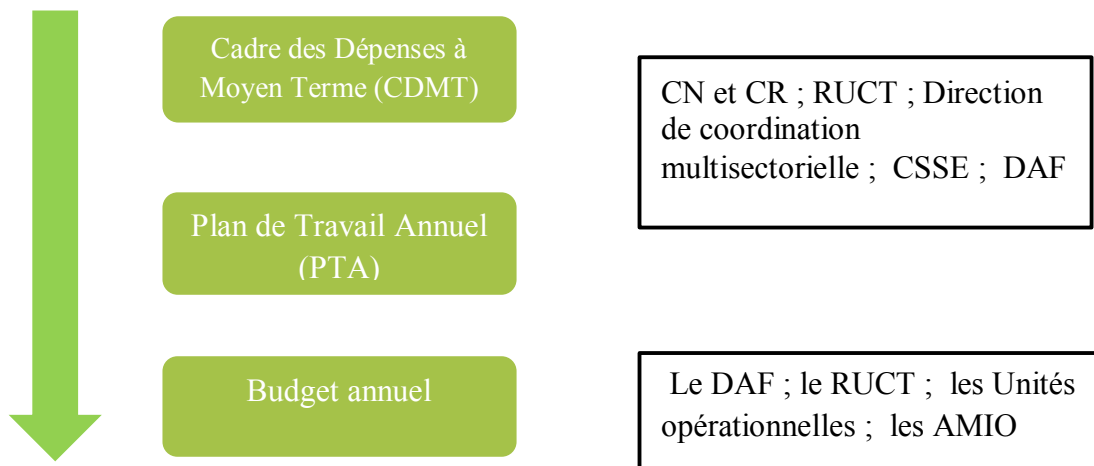 Cadre des Dépenses à
Moyen Terme (CDMT)
CN et CR ; RUCT ; Direction
de coordination
multisectorielle ; CSSE ; DAF
Plan de Travail Annuel
(PTA)
Budget annuel
Le DAF ; le RUCT ; les Unités
opérationnelles ; les AMIO